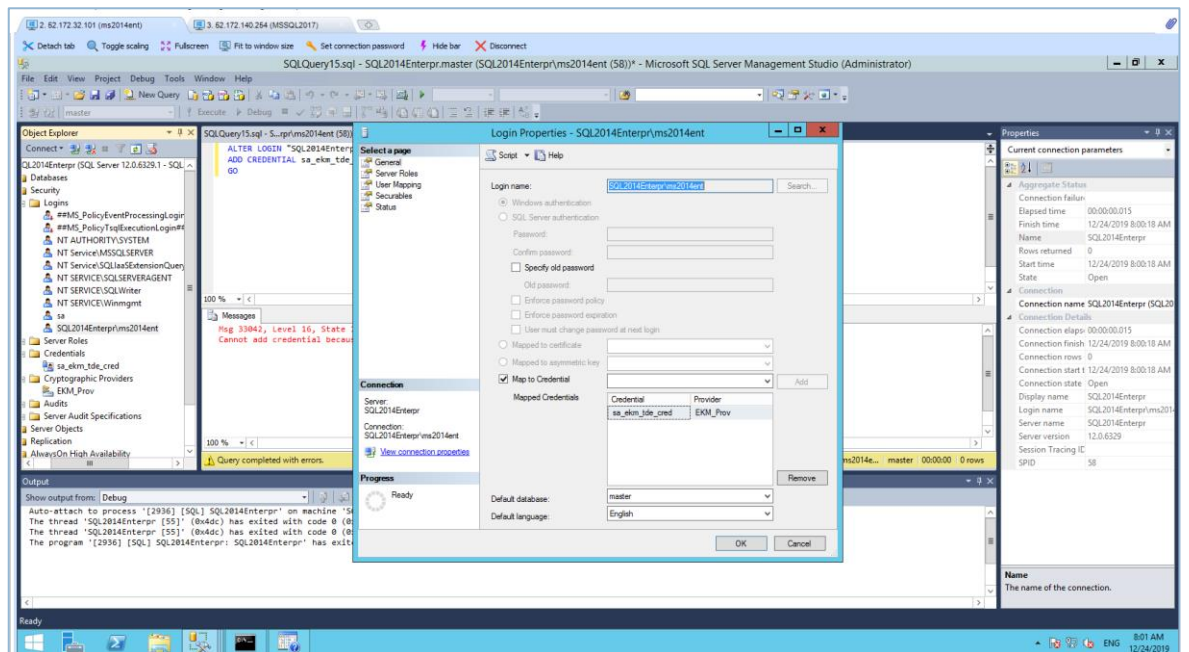 2. 62.172.32.101 (ms2014ent)
3. 62.172.140.254 (MSSQL2017)
Detach tab Toggle scaling Fullscreen Fit to window size Set connection password Hide bar Disconnect
SQLQuery15.sql - SQL2014Enterpr.master (SQL2014Enterpr\ms2014ent (58))* - Microsoft SQL Server Management Studio (Administrator)
File Edit View Project Debug Tools Window Help
New Query
master Execute Debug
Object Explorer
Connect
QL2014Enterpr (SQL Server 12.0.6329.1 - SQL
Databases
Security
Logins
##MS_PolicyEventProcessingLogin
##MS_PolicyTsqlExecutionLogin##
NT AUTHORITY\SYSTEM
NT Service\MSSQLSERVER
NT Service\SQLIaaSExtensionQuery
NT SERVICE\SQLSERVERAGENT
NT SERVICE\SQLWriter
NT SERVICE\Winmgmt
sa
SQL2014Enterpr\ms2014ent
Server Roles
Credentials
sa_ekm_tde_cred
Cryptographic Providers
EKM_Prov
Audits
Server Audit Specifications
Server Objects
Replication
AlwaysOn High Availability
SQLQuery15.sql - S...rpr\ms2014ent (58))
ALTER LOGIN "SQL2014Enterp
ADD CREDENTIAL sa_ekm_tde_
GO
100 %
Messages
Msg 33042, Level 16, State
Cannot add credential becau
100 %
Query completed with errors.
ms2014e... master 00:00:00 0 rows
Login Properties - SQL2014Enterpr\ms2014ent
Select a page
General
Server Roles
User Mapping
Securables
Status
Connection
Server:
SQL2014Enterpr
Connection:
SQL2014Enterpr\ms2014ent
View connection properties
Progress
Ready
Script Help
Login name: SQL2014Enterpr\ms2014ent Search...
Windows authentication
SQL Server authentication
Password:
Confirm password:
Specify old password
Old password:
Enforce password policy
Enforce password expiration
User must change password at next login
Mapped to certificate
Mapped to asymmetric key
Map to Credential Add
Mapped Credentials
Credential Provider
sa_ekm_tde_cred EKM_Prov
Remove
Default database: master
Default language: English
OK Cancel
Properties
Current connection parameters
Aggregate Status
Connection failure
Elapsed time 00:00:00.015
Finish time 12/24/2019 8:00:18 AM
Name SQL2014Enterpr
Rows returned 0
Start time 12/24/2019 8:00:18 AM
State Open
Connection
Connection name SQL2014Enterpr (SQL20
Connection Details
Connection elaps 00:00:00.015
Connection finish 12/24/2019 8:00:18 AM
Connection rows 0
Connection start t 12/24/2019 8:00:18 AM
Connection state Open
Display name SQL2014Enterpr
Login name SQL2014Enterpr\ms201
Server name SQL2014Enterpr
Server version 12.0.6329
Session Tracing ID
SPID 58
Name
The name of the connection.
Output
Show output from: Debug
Auto-attach to process '[2936] [SQL] SQL2014Enterpr' on machine 'S
The thread 'SQL2014Enterpr [55]' (0x4dc) has exited with code 0 (0
The thread 'SQL2014Enterpr [55]' (0x4dc) has exited with code 0 (0
The program '[2936] [SQL] SQL2014Enterpr: SQL2014Enterpr' has exit
Ready
ENG 8:01 AM
12/24/2019